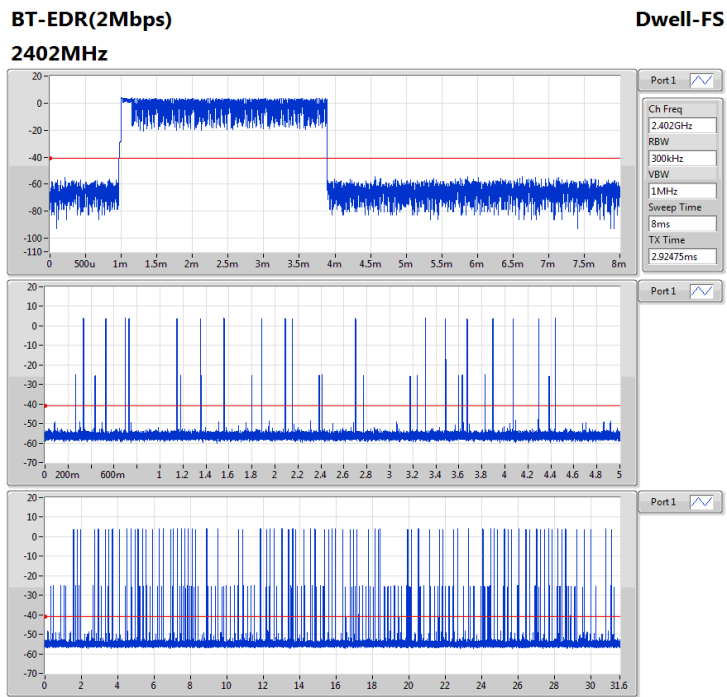 BT-EDR(2Mbps) Dwell-FS
2402MHz
20
0
-20
-40
-60
-80
-100
-110
0 500u 1m 1.5m 2m 2.5m 3m 3.5m 4m 4.5m 5m 5.5m 6m 6.5m 7m 7.5m 8m
Port 1
Ch Freq
2.402GHz
RBW
300kHz
VBW
1MHz
Sweep Time
8ms
TX Time
2.92475ms
20
10
0
-10
-20
-30
-40
-50
-60
-70
0 200m 600m 1 1.2 1.4 1.6 1.8 2 2.2 2.4 2.6 2.8 3 3.2 3.4 3.6 3.8 4 4.2 4.4 4.6 4.8 5
Port 1
20
10
0
-10
-20
-30
-40
-50
-60
-70
0 2 4 6 8 10 12 14 16 18 20 22 24 26 28 30 31.6
Port 1